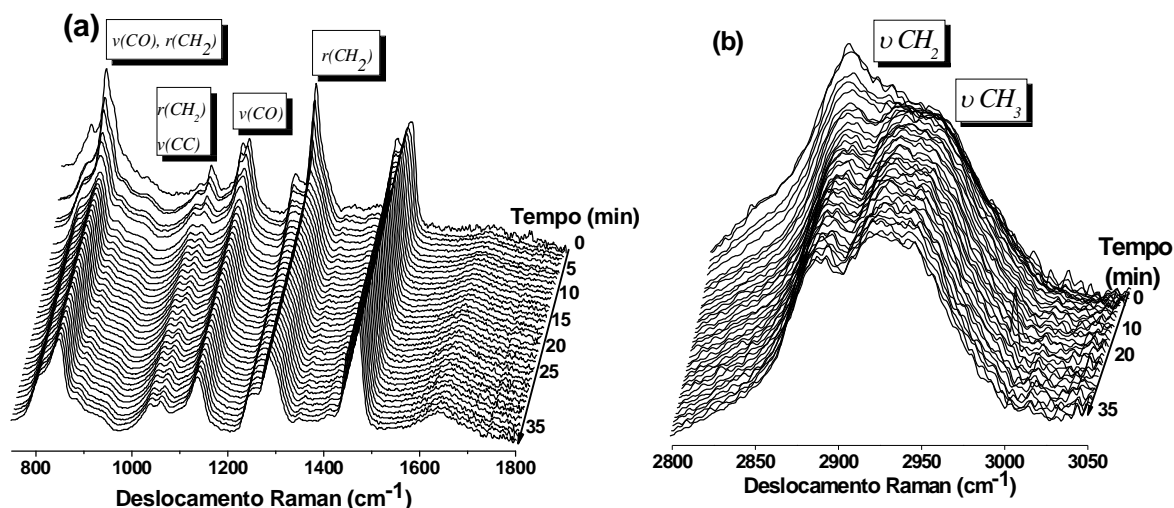 (a)
ν(CO), r(CH₂)
r(CH₂)
ν(CC)
ν(CO)
r(CH₂)
Tempo (min)
0
5
10
15
20
25
35
800 1000 1200 1400 1600 1800
Deslocamento Raman (cm⁻¹)
(b)
υ CH₂
υ CH₃
Tempo
(min)
0
10
20
35
2800 2850 2900 2950 3000 3050
Deslocamento Raman (cm⁻¹)